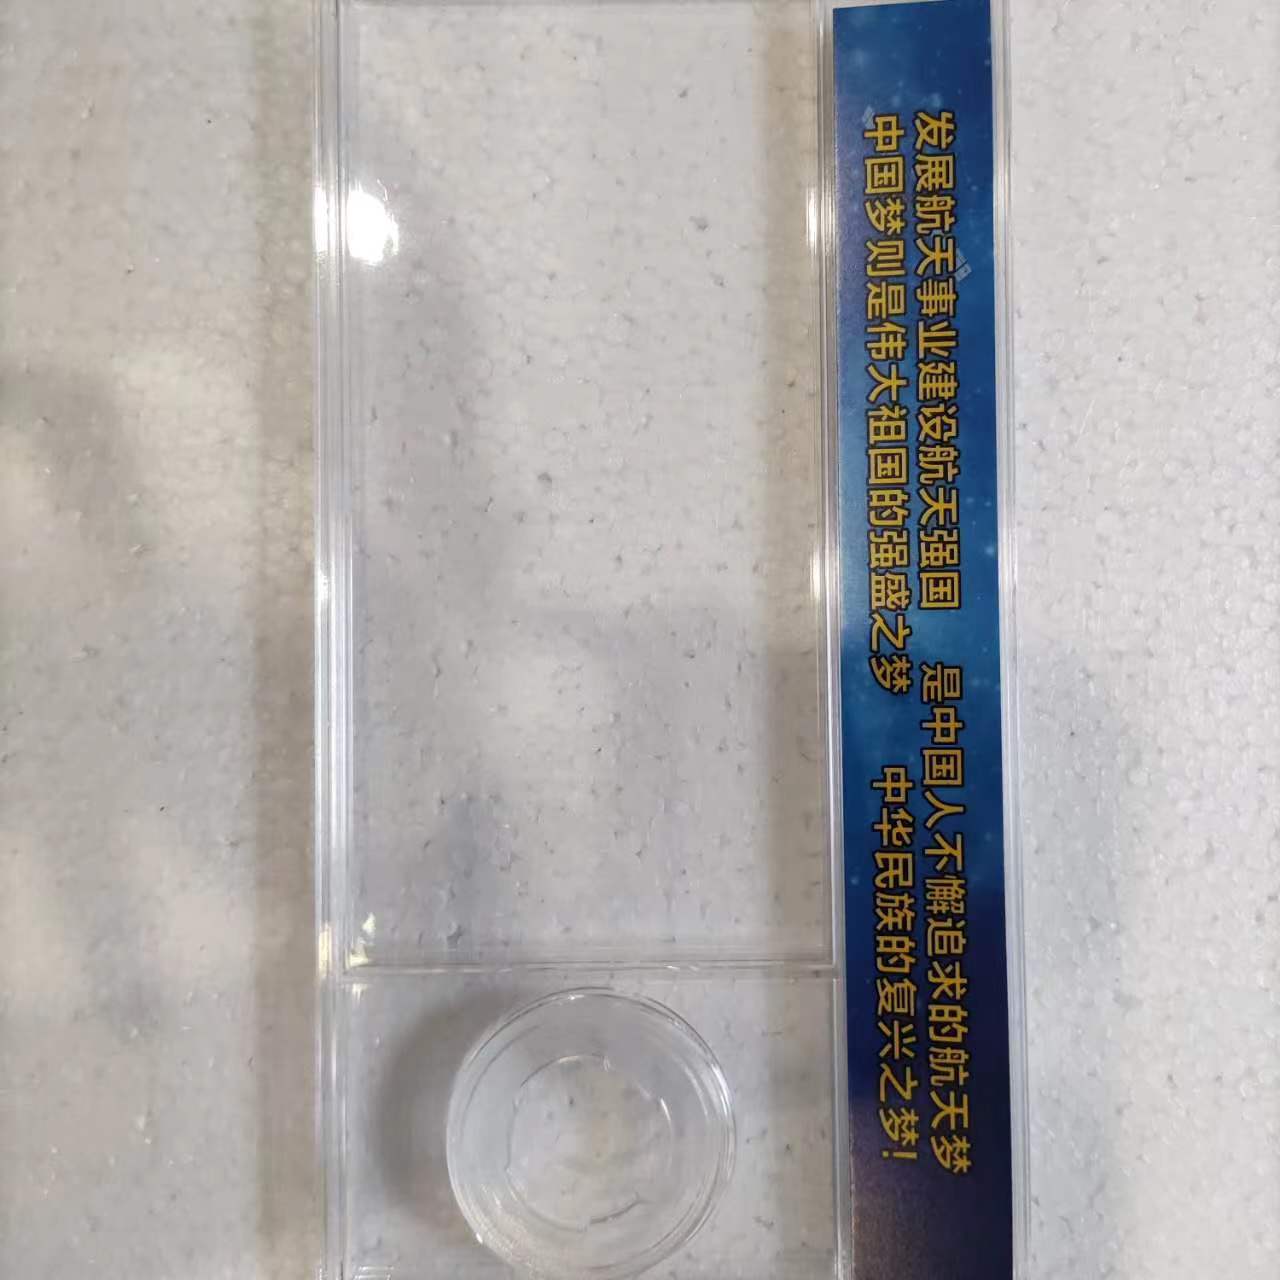 发展航天事业建设航天强国 是中国人不懈追求的航天梦
中国梦则是伟大祖国的强盛之梦 中华民族的复兴之梦!